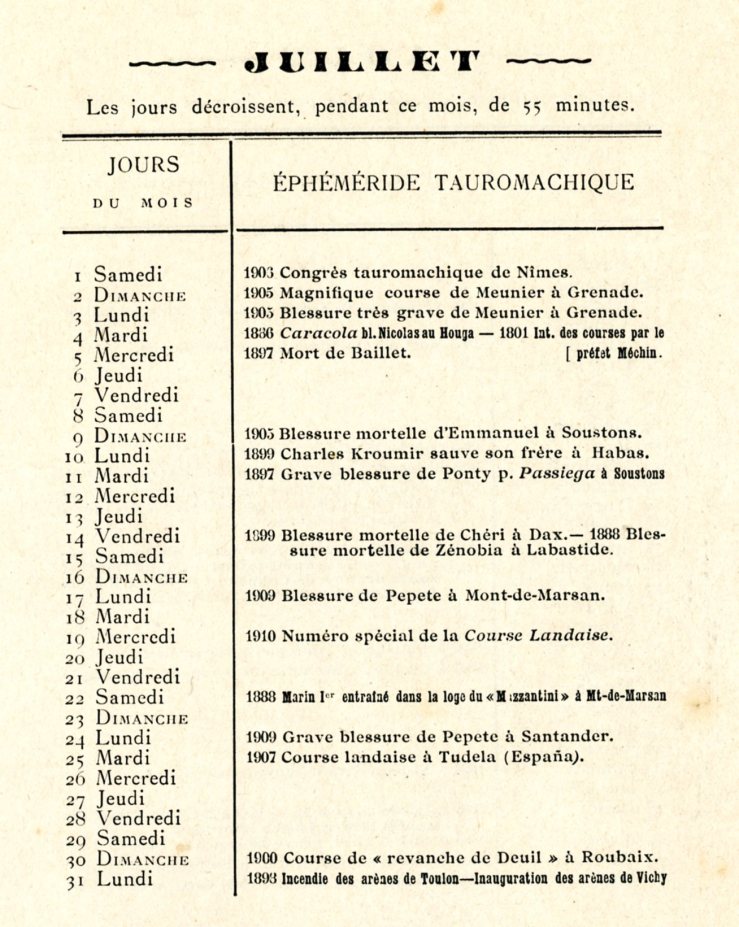 JUILLET
Les jours décroissent, pendant ce mois, de 55 minutes.
JOURS
DU MOIS
ÉPHÉMÉRIDE TAUROMACHIQUE
1 Samedi 1903 Congrès tauromachique de Nîmes.
2 DIMANCHE 1905 Magnifique course de Meunier à Grenade.
3 Lundi 1905 Blessure très grave de Meunier à Grenade.
4 Mardi 1886 Caracola bl. Nicolas au Houga — 1801 Int. des courses par le
5 Mercredi 1897 Mort de Baillet. [ préfet Méchin.
6 Jeudi
7 Vendredi
8 Samedi
9 DIMANCHE 1905 Blessure mortelle d'Emmanuel à Soustons.
10 Lundi 1899 Charles Kroumir sauve son frère à Habas.
11 Mardi 1897 Grave blessure de Ponty p. Passiega à Soustons
12 Mercredi
13 Jeudi
14 Vendredi 1899 Blessure mortelle de Chéri à Dax.— 1888 Bles-
15 Samedi sure mortelle de Zénobia à Labastide.
16 DIMANCHE
17 Lundi 1909 Blessure de Pepete à Mont-de-Marsan.
18 Mardi
19 Mercredi 1910 Numéro spécial de la Course Landaise.
20 Jeudi
21 Vendredi
22 Samedi 1888 Marin Ier entraîné dans la loge du « Mazzantini » à Mt-de-Marsan
23 DIMANCHE
24 Lundi 1909 Grave blessure de Pepete à Santander.
25 Mardi 1907 Course landaise à Tudela (España).
26 Mercredi
27 Jeudi
28 Vendredi
29 Samedi
30 DIMANCHE 1900 Course de « revanche de Deuil » à Roubaix.
31 Lundi 1893 Incendie des arènes de Toulon—Inauguration des arènes de Vichy